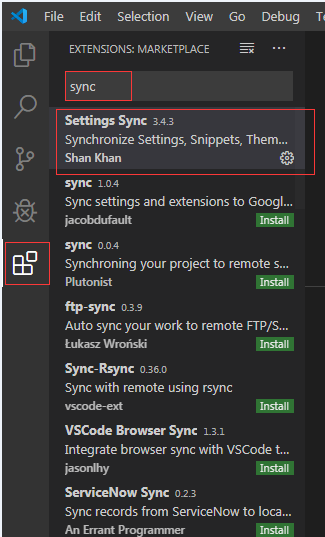 File Edit Selection View Go Debug T
EXTENSIONS: MARKETPLACE
sync
Settings Sync 3.4.3
Synchronize Settings, Snippets, Them...
Shan Khan
sync 1.0.4
Sync settings and extensions to Googl...
jacobdufault Install
sync 0.0.4
Synchroning your project to remote s...
Plutonist Install
ftp-sync 0.3.9
Auto sync your work to remote FTP/S...
Łukasz Wroński Install
Sync-Rsync 0.36.0
Sync with remote using rsync
vscode-ext Install
VSCode Browser Sync 1.3.1
Integrate browser sync with VSCode t...
jasonlhy Install
ServiceNow Sync 0.2.3
Sync records from ServiceNow to loca...
An Errant Programmer Install